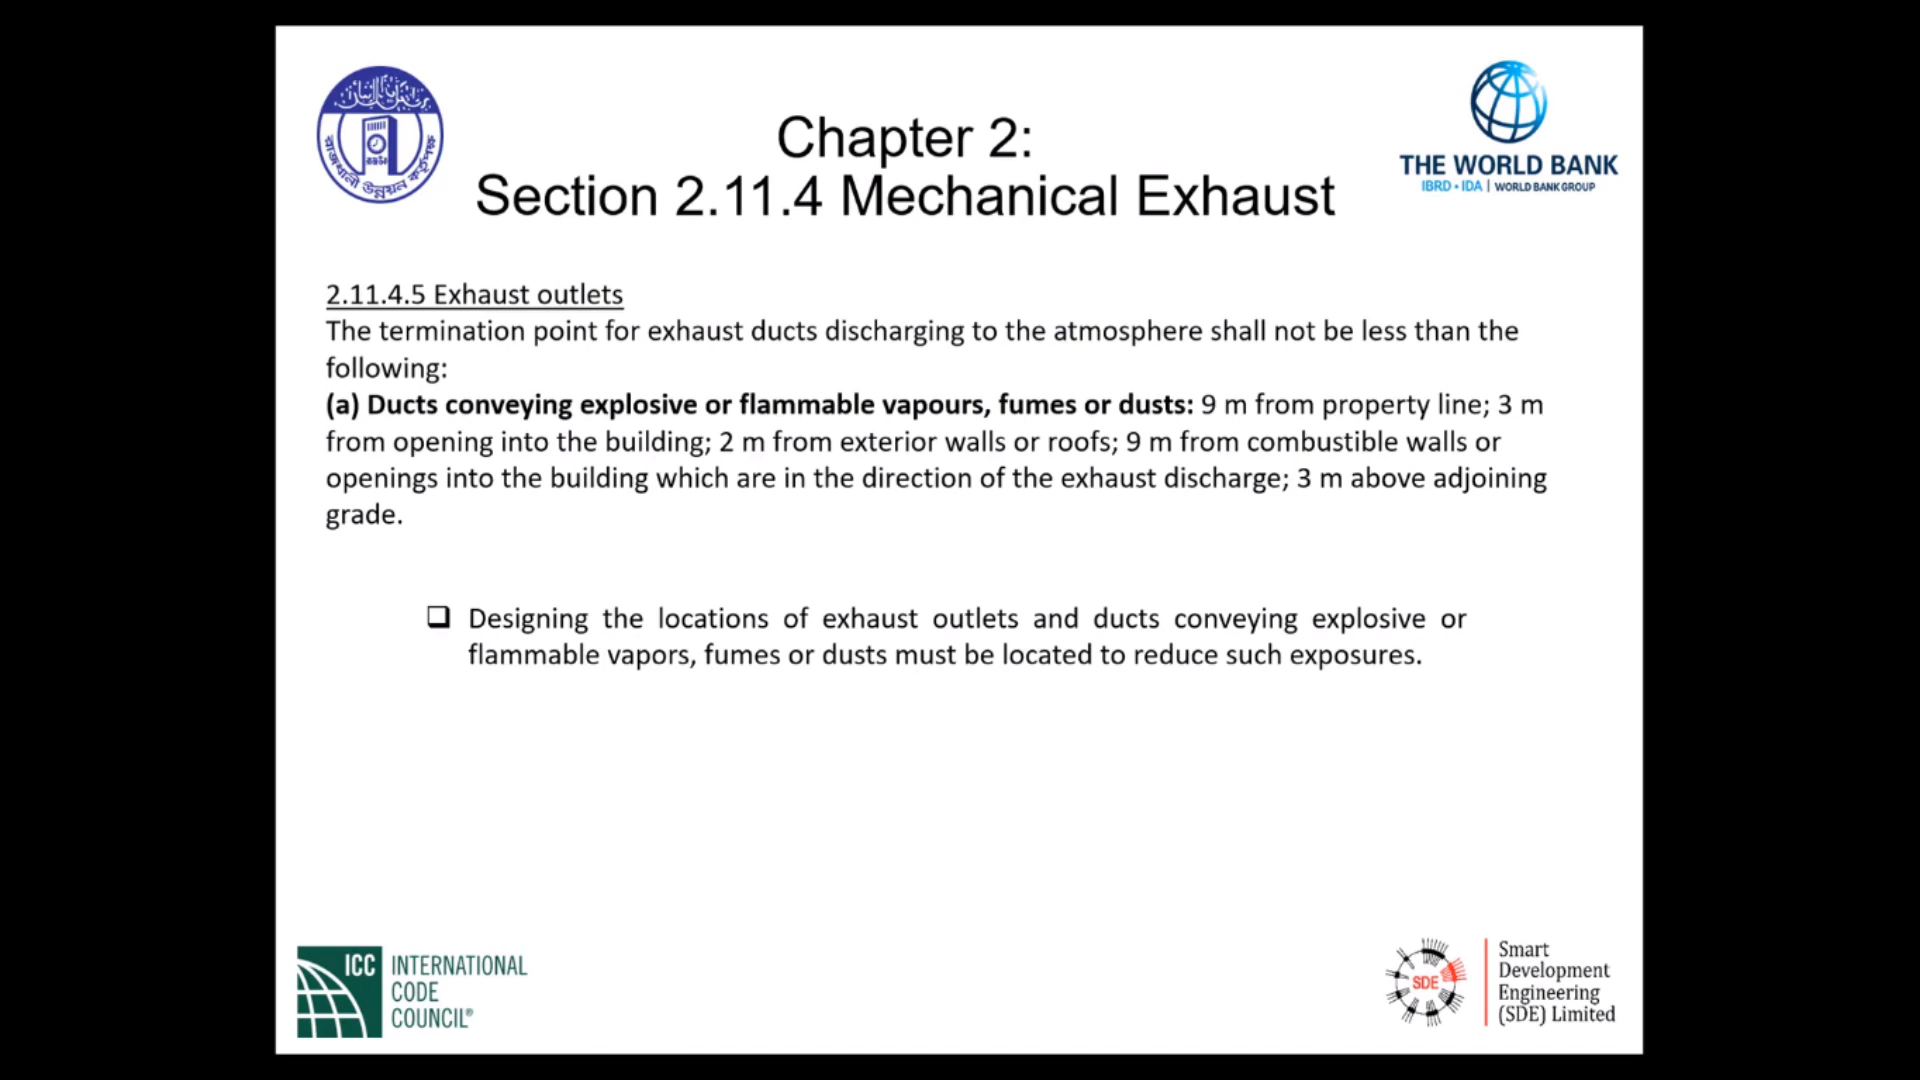 Chapter 2:
Section 2.11.4 Mechanical Exhaust
রাজধানী উন্নয়ন কর্তৃপক্ষ
রাজউক
THE WORLD BANK
IBRD • IDA | WORLD BANK GROUP
2.11.4.5 Exhaust outlets
The termination point for exhaust ducts discharging to the atmosphere shall not be less than the
following:
(a) Ducts conveying explosive or flammable vapours, fumes or dusts: 9 m from property line; 3 m
from opening into the building; 2 m from exterior walls or roofs; 9 m from combustible walls or
openings into the building which are in the direction of the exhaust discharge; 3 m above adjoining
grade.
❑ Designing the locations of exhaust outlets and ducts conveying explosive or
flammable vapors, fumes or dusts must be located to reduce such exposures.
ICC INTERNATIONAL
CODE
COUNCIL®
SDE
Smart
Development
Engineering
(SDE) Limited